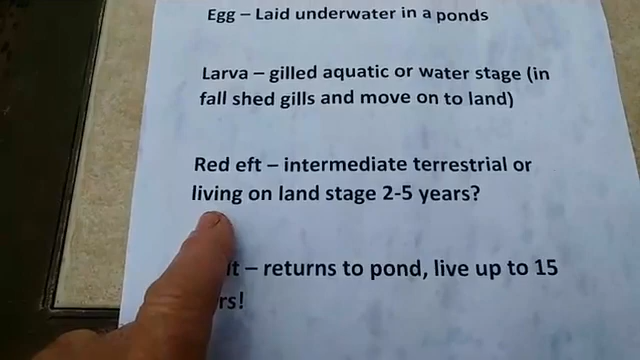 Egg – Laid underwater in a ponds
Larva – gilled aquatic or water stage (in
fall shed gills and move on to land)
Red eft – intermediate terrestrial or
living on land stage 2-5 years?
– returns to pond, live up to 15